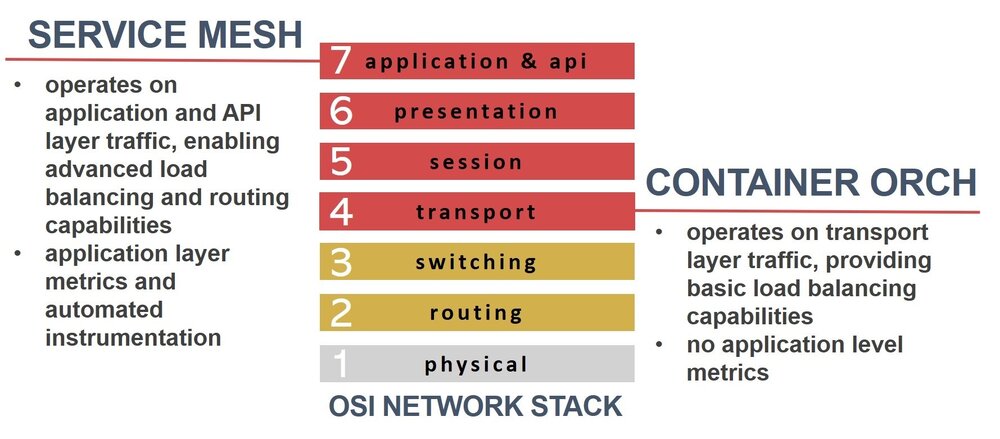 SERVICE MESH
• operates on
application and API
layer traffic, enabling
advanced load
balancing and routing
capabilities
• application layer
metrics and
automated
instrumentation
7 application & api
6 presentation
5 session
4 transport
3 switching
2 routing
1 physical
OSI NETWORK STACK
CONTAINER ORCH
• operates on transport
layer traffic, providing
basic load balancing
capabilities
• no application level
metrics